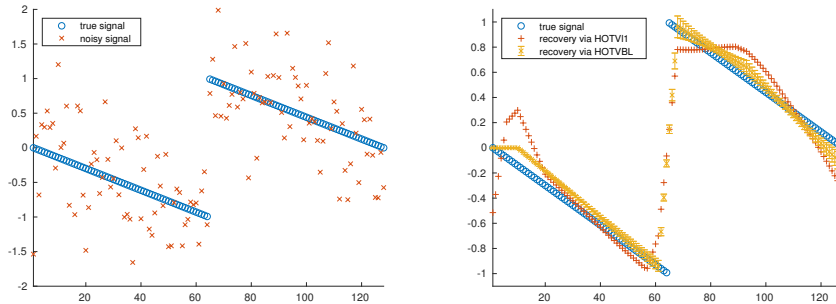 2
1.5
1
0.5
0
-0.5
-1
-1.5
-2
20 40 60 80 100 120
true signal
noisy signal
1
0.8
0.6
0.4
0.2
0
-0.2
-0.4
-0.6
-0.8
-1
20 40 60 80 100 120
true signal
recovery via HOTVl1
recovery via HOTVBL